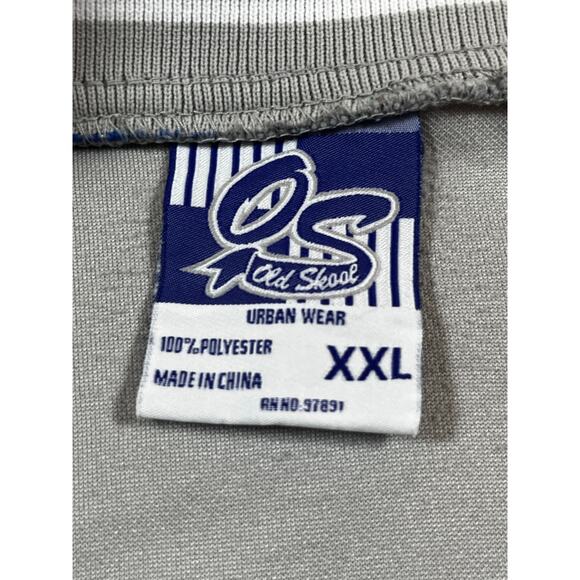 OS
Old Skool
URBAN WEAR
100% POLYESTER
XXL
MADE IN CHINA
RN NO:97891